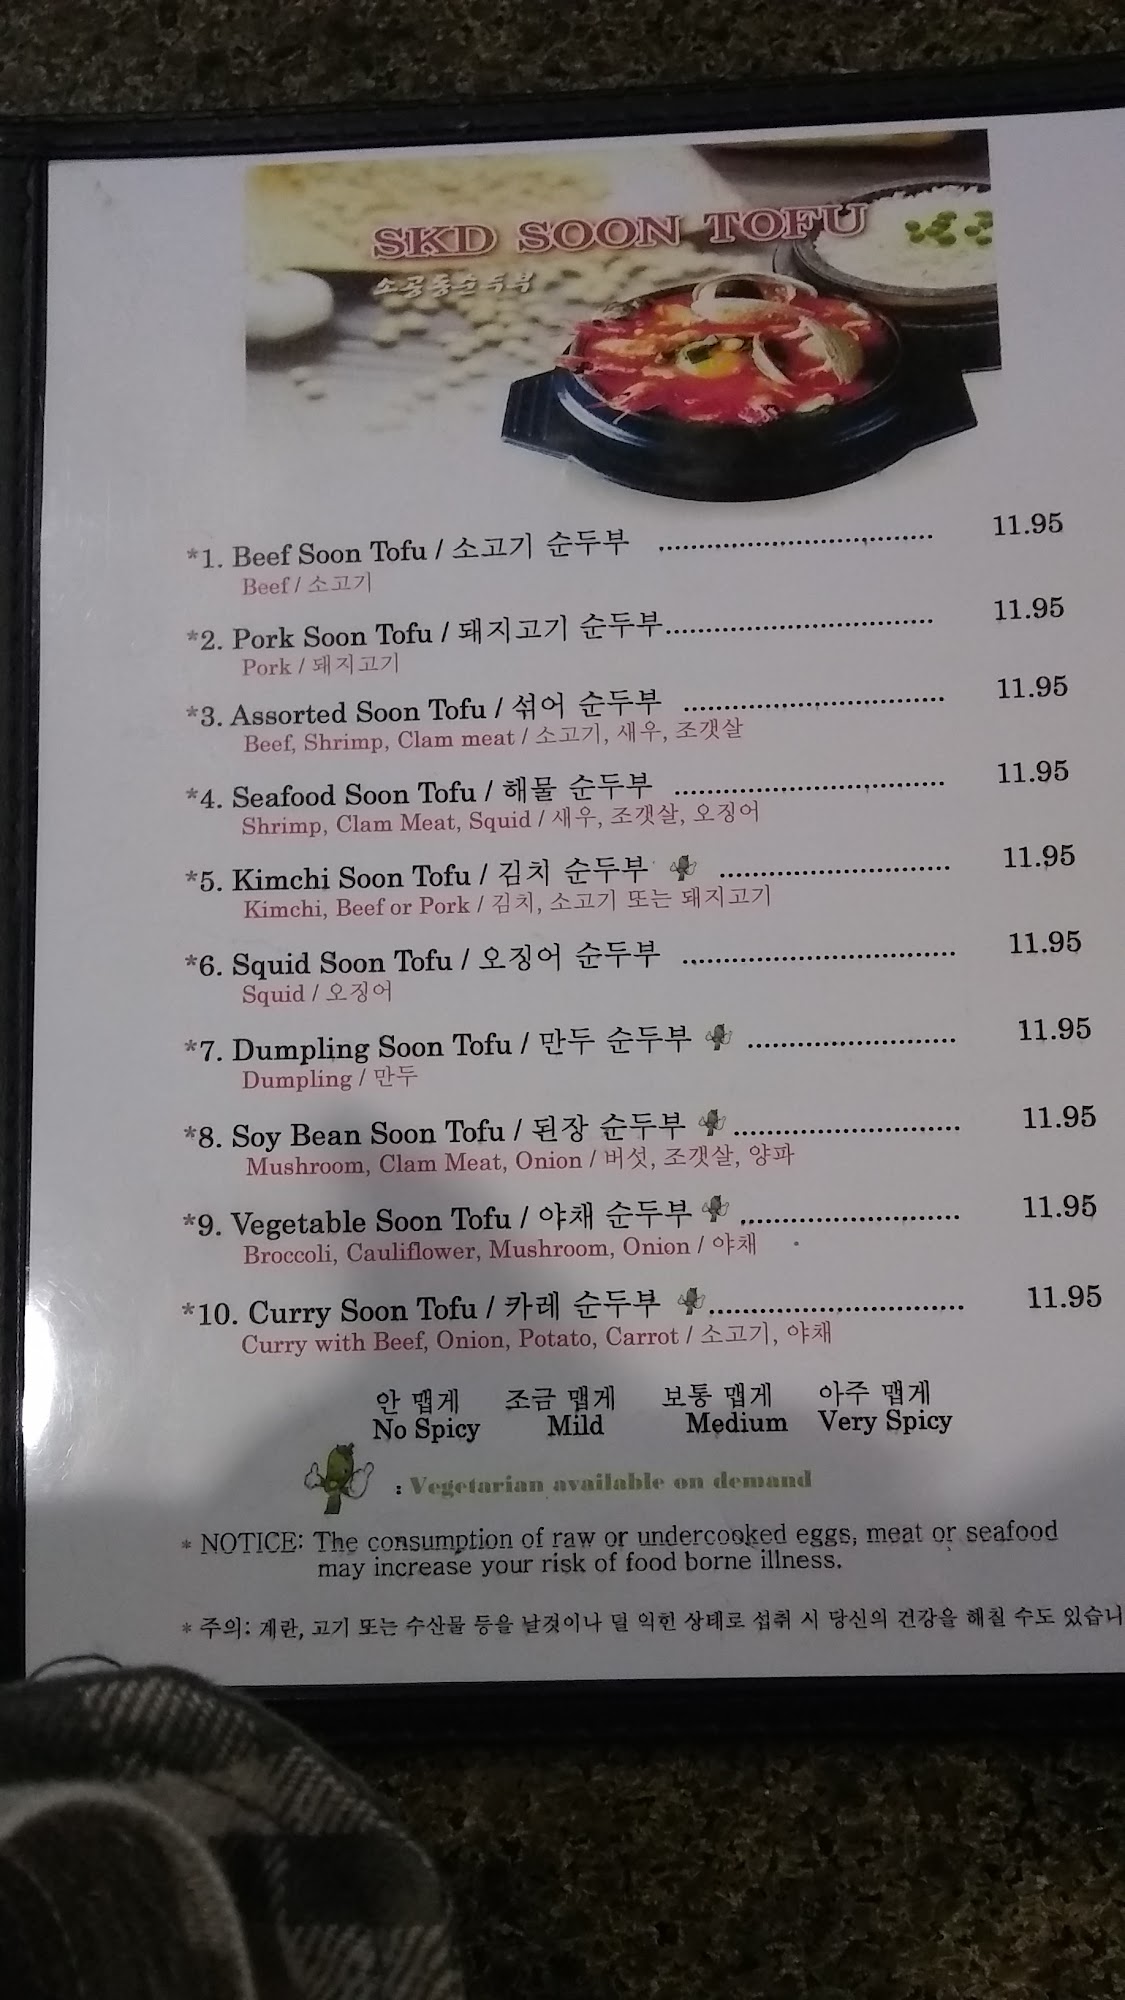 SKD SOON TOFU
소공동순두부
*1. Beef Soon Tofu / 소고기 순두부 ................................. 11.95
Beef / 소고기
*2. Pork Soon Tofu / 돼지고기 순두부................................. 11.95
Pork / 돼지고기
*3. Assorted Soon Tofu / 섞어 순두부 ................................ 11.95
Beef, Shrimp, Clam meat / 소고기, 새우, 조갯살
*4. Seafood Soon Tofu / 해물 순두부 ................................. 11.95
Shrimp, Clam Meat, Squid / 새우, 조갯살, 오징어
*5. Kimchi Soon Tofu / 김치 순두부 ............................ 11.95
Kimchi, Beef or Pork / 김치, 소고기 또는 돼지고기
*6. Squid Soon Tofu / 오징어 순두부 ................................. 11.95
Squid / 오징어
*7. Dumpling Soon Tofu / 만두 순두부 ......................... 11.95
Dumpling / 만두
*8. Soy Bean Soon Tofu / 된장 순두부 ........................... 11.95
Mushroom, Clam Meat, Onion / 버섯, 조갯살, 양파
*9. Vegetable Soon Tofu / 야채 순두부 .......................... 11.95
Broccoli, Cauliflower, Mushroom, Onion / 야채
*10. Curry Soon Tofu / 카레 순두부 ............................... 11.95
Curry with Beef, Onion, Potato, Carrot / 소고기, 야채
안 맵게 조금 맵게 보통 맵게 아주 맵게
No Spicy Mild Medium Very Spicy
: Vegetarian available on demand
* NOTICE: The consumption of raw or undercooked eggs, meat or seafood
may increase your risk of food borne illness.
* 주의: 계란, 고기 또는 수산물 등을 날것이나 덜 익힌 상태로 섭취 시 당신의 건강을 해칠 수도 있습니